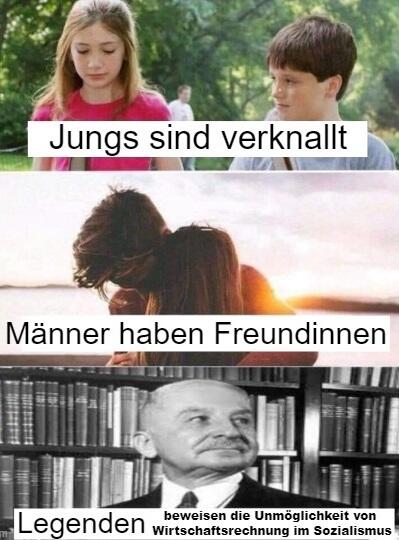 Jungs sind verknallt
Männer haben Freundinnen
Legenden beweisen die Unmöglichkeit von
Wirtschaftsrechnung im Sozialismus